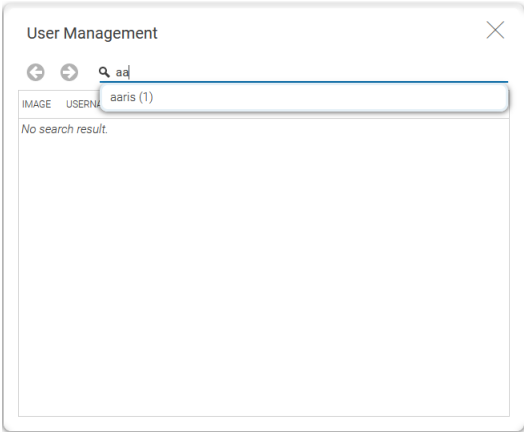 User Management
aa
aaris (1)
IMAGE USERNA
No search result.